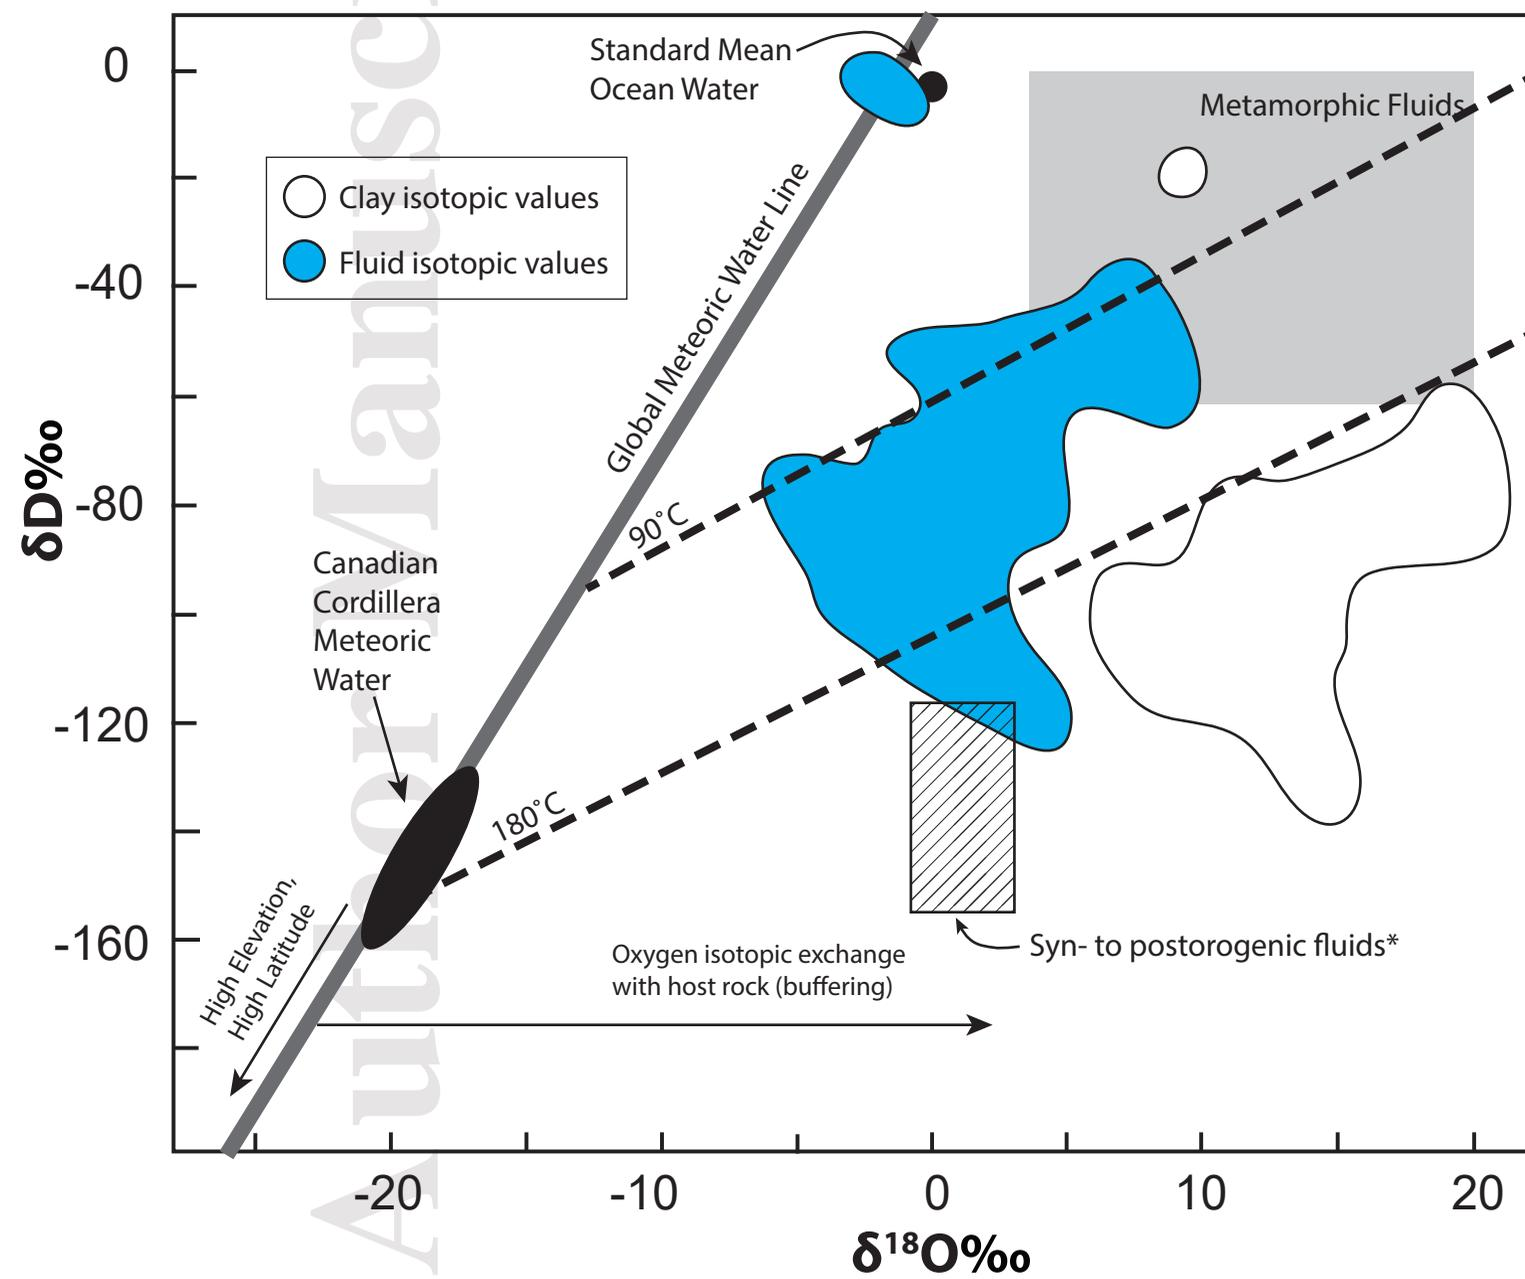 Standard Mean
Ocean Water
0
Metamorphic Fluids
Clay isotopic values
Fluid isotopic values
Global Meteoric Water Line
-40
δD‰
-80
90˚C
Canadian
Cordillera
Meteoric
Water
-120
180˚C
-160
High Elevation,
High Latitude
Oxygen isotopic exchange
with host rock (buffering)
Syn- to postorogenic fluids*
-20
-10
0
10
20
δ¹⁸O‰
Author Manusc